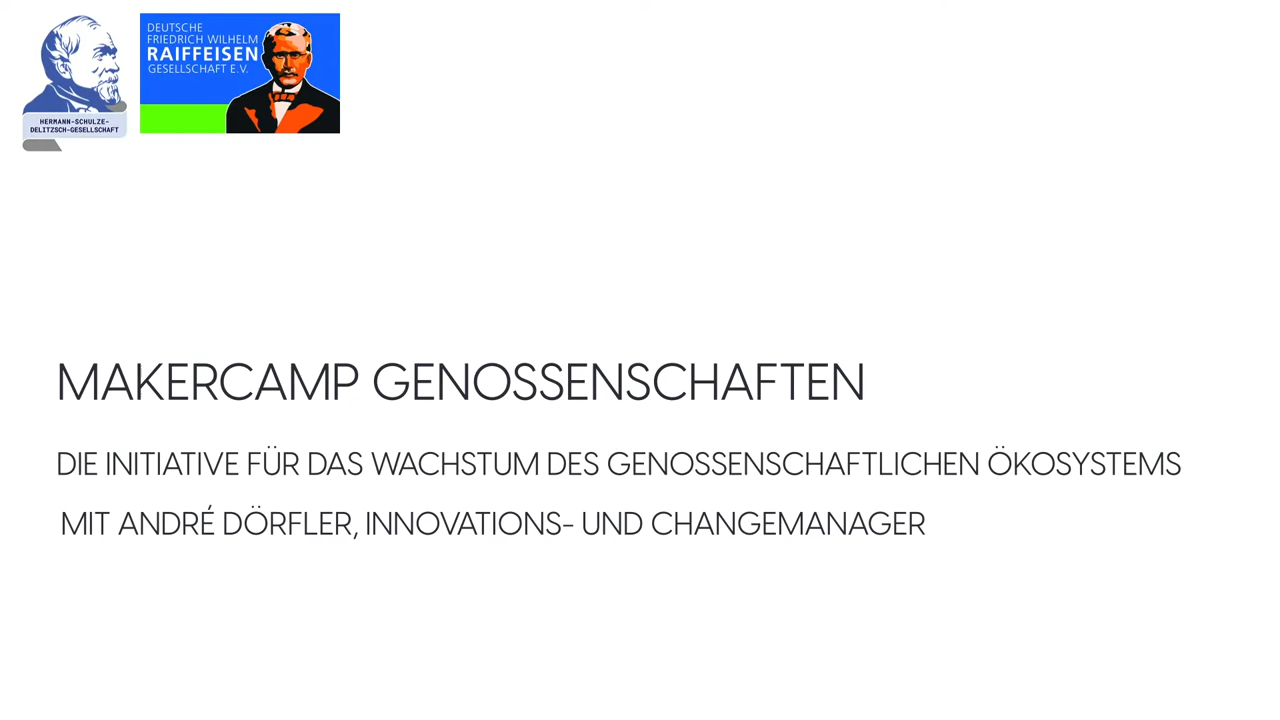 HERMANN-SCHULZE-
DELITZSCH-GESELLSCHAFT
DEUTSCHE
FRIEDRICH WILHELM
RAIFFEISEN
GESELLSCHAFT E.V.
MAKERCAMP GENOSSENSCHAFTEN
DIE INITIATIVE FÜR DAS WACHSTUM DES GENOSSENSCHAFTLICHEN ÖKOSYSTEMS
MIT ANDRÉ DÖRFLER, INNOVATIONS- UND CHANGEMANAGER